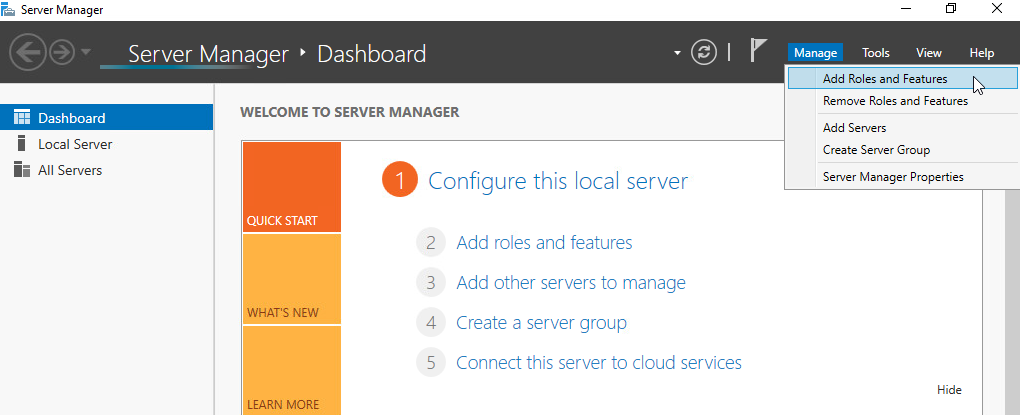 Server Manager
Server Manager ‣ Dashboard
Manage Tools View Help
Add Roles and Features
Remove Roles and Features
Add Servers
Create Server Group
Server Manager Properties
Dashboard
Local Server
All Servers
WELCOME TO SERVER MANAGER
QUICK START
WHAT'S NEW
LEARN MORE
1 Configure this local server
2 Add roles and features
3 Add other servers to manage
4 Create a server group
5 Connect this server to cloud services
Hide